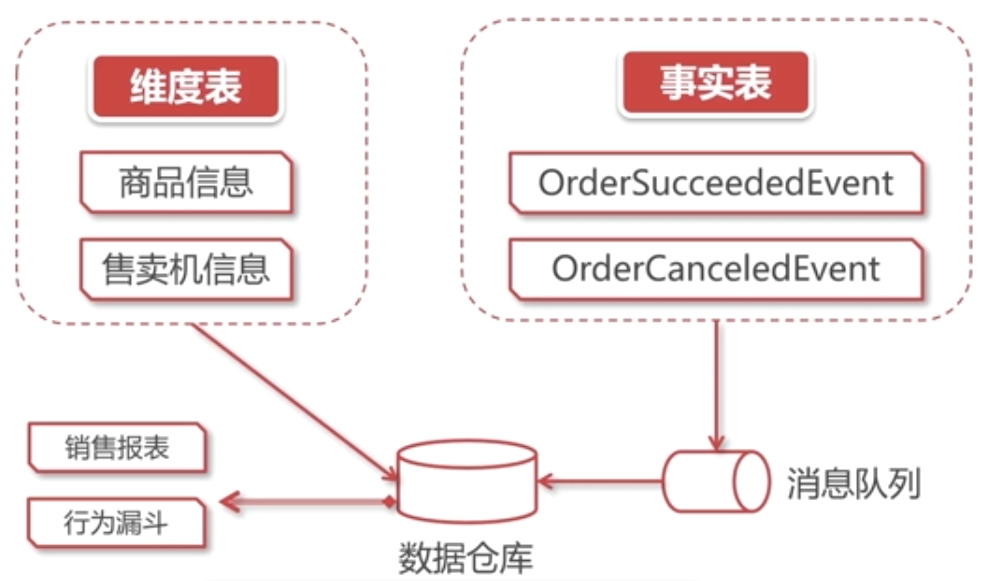 维度表
商品信息
售卖机信息
事实表
OrderSucceededEvent
OrderCanceledEvent
销售报表
行为漏斗
数据仓库
消息队列